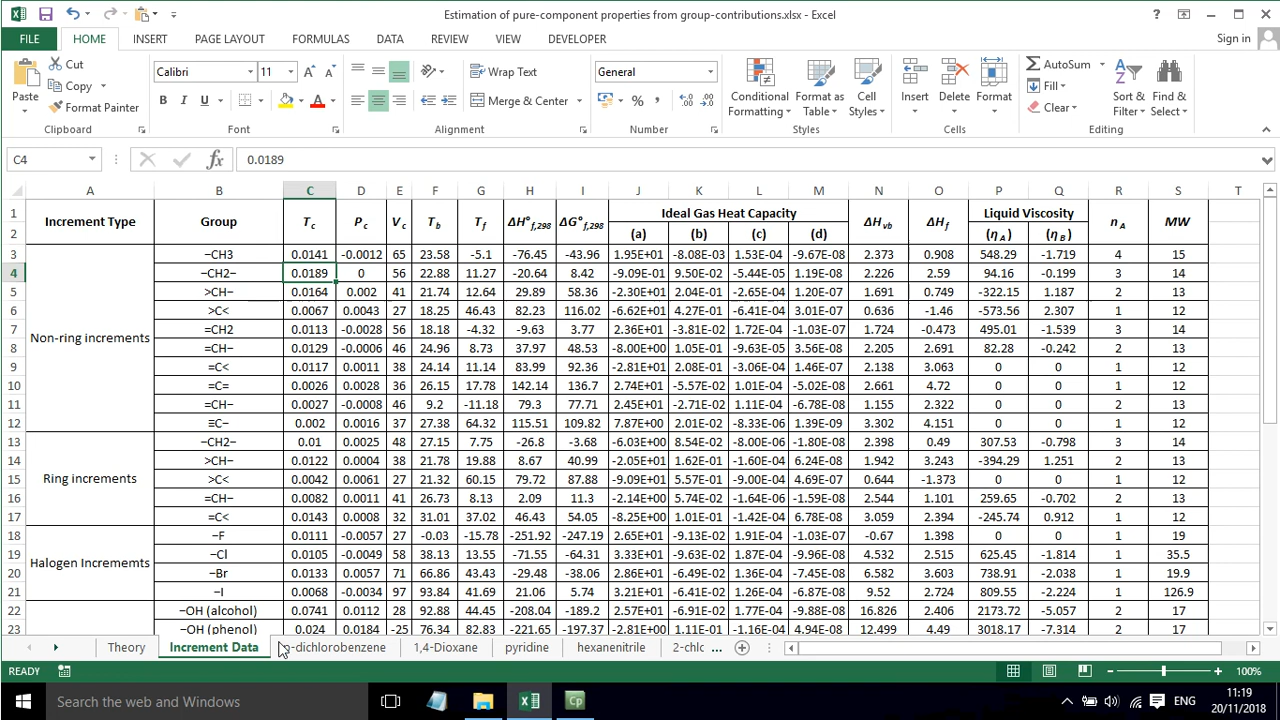 Estimation of pure-component properties from group-contributions.xlsx - Excel
FILE HOME INSERT PAGE LAYOUT FORMULAS DATA REVIEW VIEW DEVELOPER Sign in
Cut Calibri 11 Wrap Text General AutoSum
Copy Fill
Paste Format Painter Merge & Center Conditional Formatting Format as Table Cell Styles Insert Delete Format Clear Sort & Filter Find & Select
Clipboard Font Alignment Number Styles Cells Editing
C4 0.0189
A B C D E F G H I J K L M N O P Q R S T
1 Increment Type Group Tc Pc Vc Tb Tf ΔH°f,298 ΔG°f,298 Ideal Gas Heat Capacity ΔHvb ΔHf Liquid Viscosity nA MW
2 (a) (b) (c) (d) (ηA) (ηB)
3 −CH3 0.0141 -0.0012 65 23.58 -5.1 -76.45 -43.96 1.95E+01 -8.08E-03 1.53E-04 -9.67E-08 2.373 0.908 548.29 -1.719 4 15
4 −CH2− 0.0189 0 56 22.88 11.27 -20.64 8.42 -9.09E-01 9.50E-02 -5.44E-05 1.19E-08 2.226 2.59 94.16 -0.199 3 14
5 >CH− 0.0164 0.002 41 21.74 12.64 29.89 58.36 -2.30E+01 2.04E-01 -2.65E-04 1.20E-07 1.691 0.749 -322.15 1.187 2 13
6 >C< 0.0067 0.0043 27 18.25 46.43 82.23 116.02 -6.62E+01 4.27E-01 -6.41E-04 3.01E-07 0.636 -1.46 -573.56 2.307 1 12
7 =CH2 0.0113 -0.0028 56 18.18 -4.32 -9.63 3.77 2.36E+01 -3.81E-02 1.72E-04 -1.03E-07 1.724 -0.473 495.01 -1.539 3 14
8 Non-ring increments =CH− 0.0129 -0.0006 46 24.96 8.73 37.97 48.53 -8.00E+00 1.05E-01 -9.63E-05 3.56E-08 2.205 2.691 82.28 -0.242 2 13
9 =C< 0.0117 0.0011 38 24.14 11.14 83.99 92.36 -2.81E+01 2.08E-01 -3.06E-04 1.46E-07 2.138 3.063 0 0 1 12
10 =C= 0.0026 0.0028 36 26.15 17.78 142.14 136.7 2.74E+01 -5.57E-02 1.01E-04 -5.02E-08 2.661 4.72 0 0 1 12
11 =CH− 0.0027 -0.0008 46 9.2 -11.18 79.3 77.71 2.45E+01 -2.71E-02 1.11E-04 -6.78E-08 1.155 2.322 0 0 2 13
12 ≡C− 0.002 0.0016 37 27.38 64.32 115.51 109.82 7.87E+00 2.01E-02 -8.33E-06 1.39E-09 3.302 4.151 0 0 1 12
13 −CH2− 0.01 0.0025 48 27.15 7.75 -26.8 -3.68 -6.03E+00 8.54E-02 -8.00E-06 -1.80E-08 2.398 0.49 307.53 -0.798 3 14
14 >CH− 0.0122 0.0004 38 21.78 19.88 8.67 40.99 -2.05E+01 1.62E-01 -1.60E-04 6.24E-08 1.942 3.243 -394.29 1.251 2 13
15 Ring increments >C< 0.0042 0.0061 27 21.32 60.15 79.72 87.88 -9.09E+01 5.57E-01 -9.00E-04 4.69E-07 0.644 -1.373 0 0 1 12
16 =CH− 0.0082 0.0011 41 26.73 8.13 2.09 11.3 -2.14E+00 5.74E-02 -1.64E-06 -1.59E-08 2.544 1.101 259.65 -0.702 2 13
17 =C< 0.0143 0.0008 32 31.01 37.02 46.43 54.05 -8.25E+00 1.01E-01 -1.42E-04 6.78E-08 3.059 2.394 -245.74 0.912 1 12
18 −F 0.0111 -0.0057 27 -0.03 -15.78 -251.92 -247.19 2.65E+01 -9.13E-02 1.91E-04 -1.03E-07 -0.67 1.398 0 0 1 19
19 Halogen Incrememts −Cl 0.0105 -0.0049 58 38.13 13.55 -71.55 -64.31 3.33E+01 -9.63E-02 1.87E-04 -9.96E-08 4.532 2.515 625.45 -1.814 1 35.5
20 −Br 0.0133 0.0057 71 66.86 43.43 -29.48 -38.06 2.86E+01 -6.49E-02 1.36E-04 -7.45E-08 6.582 3.603 738.91 -2.038 1 19.9
21 −I 0.0068 -0.0034 97 93.84 41.69 21.06 5.74 3.21E+01 -6.41E-02 1.26E-04 -6.87E-08 9.52 2.724 809.55 -2.224 1 126.9
22 −OH (alcohol) 0.0741 0.0112 28 92.88 44.45 -208.04 -189.2 2.57E+01 -6.91E-02 1.77E-04 -9.88E-08 16.826 2.406 2173.72 -5.057 2 17
23 −OH (phenol) 0.024 0.0184 -25 76.34 82.83 -221.65 -197.37 -2.81E+01 1.11E-01 -1.16E-04 4.94E-08 12.499 4.49 3018.17 -7.314 2 17
Theory Increment Data -dichlorobenzene 1,4-Dioxane pyridine hexanenitrile 2-chlc ...
READY 100%
Search the web and Windows ENG 11:19
20/11/2018